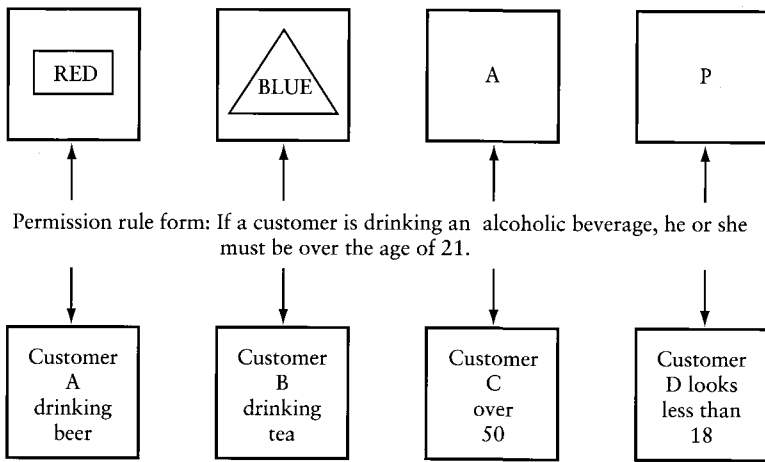 RED
BLUE
A
P
Permission rule form: If a customer is drinking an alcoholic beverage, he or she
must be over the age of 21.
Customer
A
drinking
beer
Customer
B
drinking
tea
Customer
C
over
50
Customer
D looks
less than
18